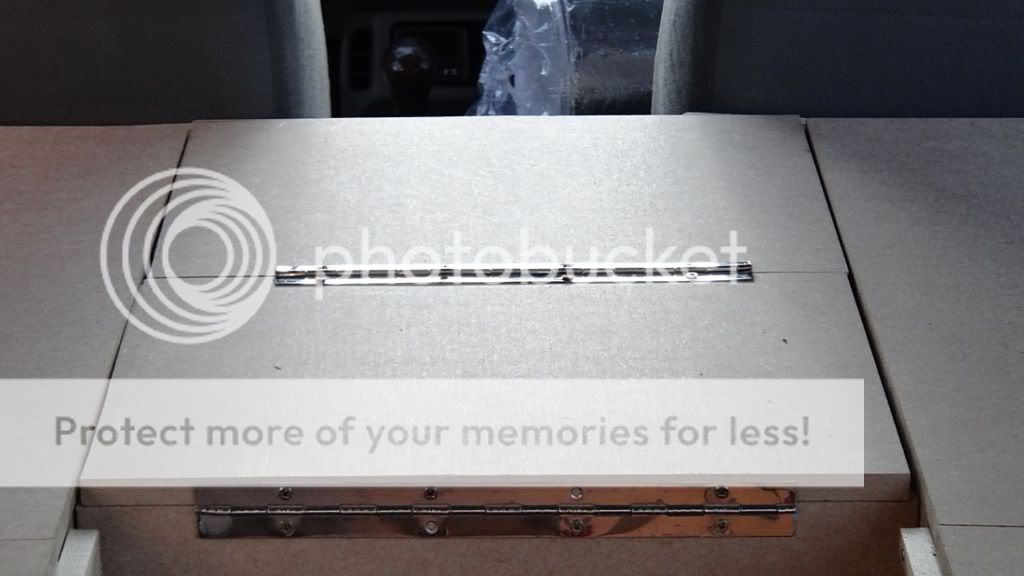 photobucket
Protect more of your memories for less!